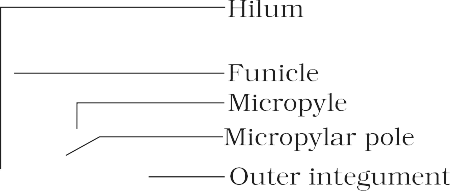 Hilum
Funicle
Micropyle
Micropylar pole
Outer integument